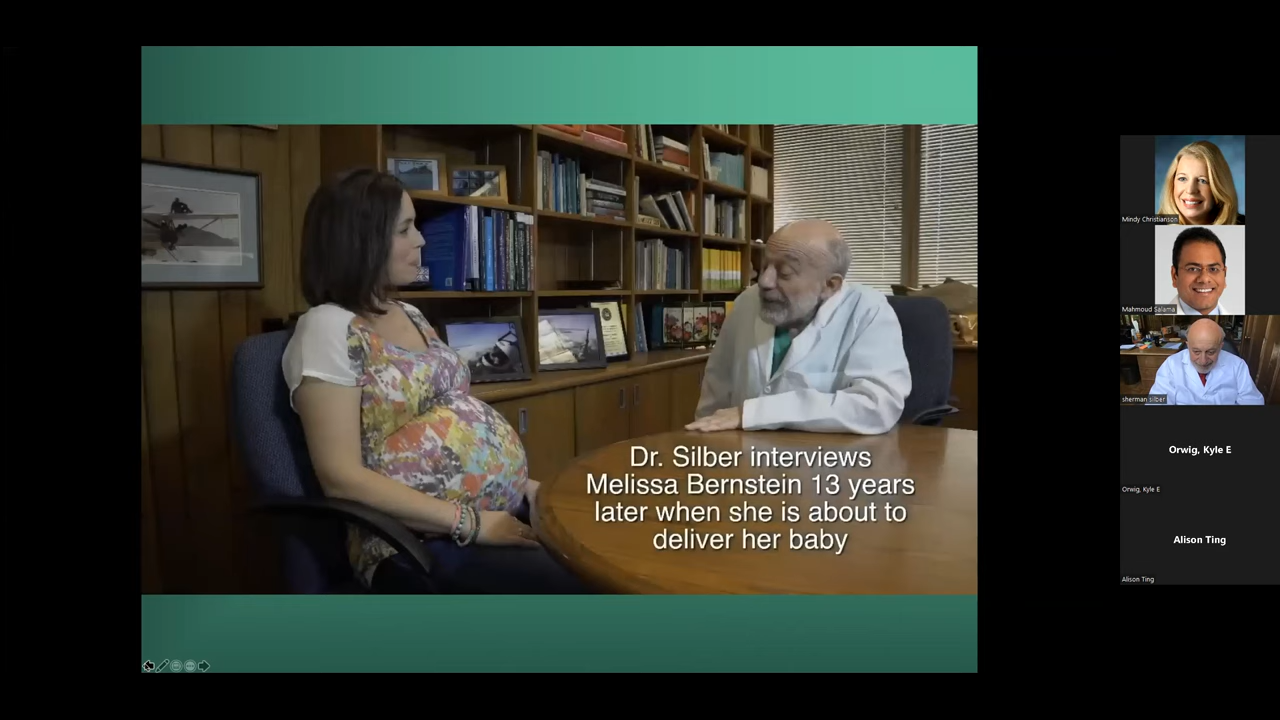 Dr. Silber interviews
Melissa Bernstein 13 years
later when she is about to
deliver her baby
Mindy Christianson
Mahmoud Salama
sherman silber
Orwig, Kyle E
Orwig, Kyle E
Alison Ting
Alison Ting